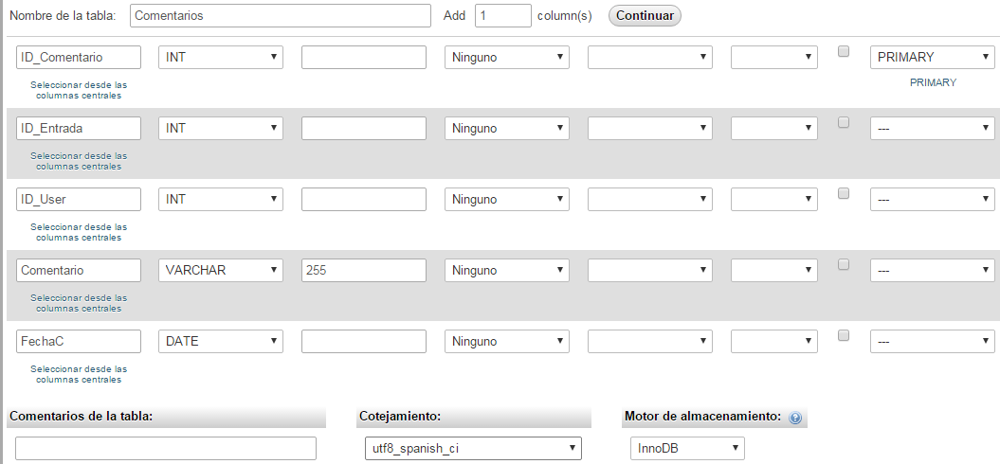 Nombre de la tabla: Comentarios Add 1 column(s) Continuar
ID_Comentario INT Ninguno PRIMARY
Seleccionar desde las PRIMARY
columnas centrales
ID_Entrada INT Ninguno ---
Seleccionar desde las
columnas centrales
ID_User INT Ninguno ---
Seleccionar desde las
columnas centrales
Comentario VARCHAR 255 Ninguno ---
Seleccionar desde las
columnas centrales
FechaC DATE Ninguno ---
Seleccionar desde las
columnas centrales
Comentarios de la tabla: Cotejamiento: Motor de almacenamiento: ?
utf8_spanish_ci InnoDB